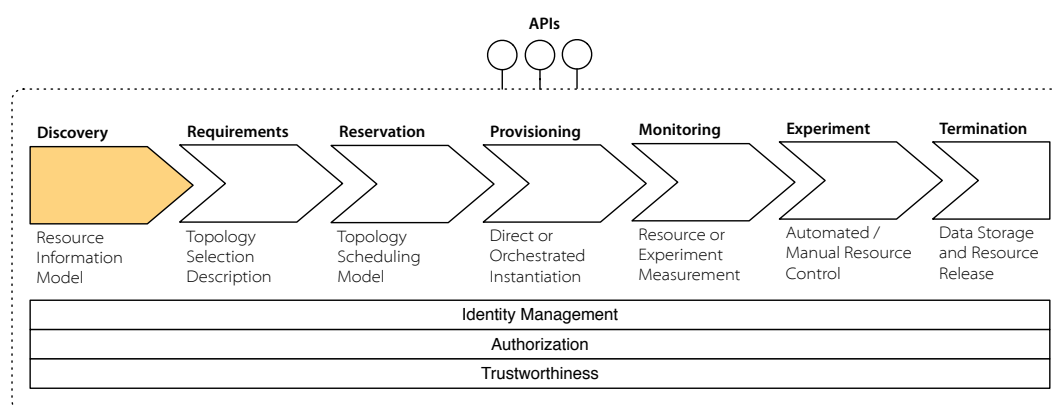 APIs
Discovery
Requirements
Reservation
Provisioning
Monitoring
Experiment
Termination
Resource
Information
Model
Topology
Selection
Description
Topology
Scheduling
Model
Direct or
Orchestrated
Instantiation
Resource or
Experiment
Measurement
Automated /
Manual Resource
Control
Data Storage
and Resource
Release
Identity Management
Authorization
Trustworthiness